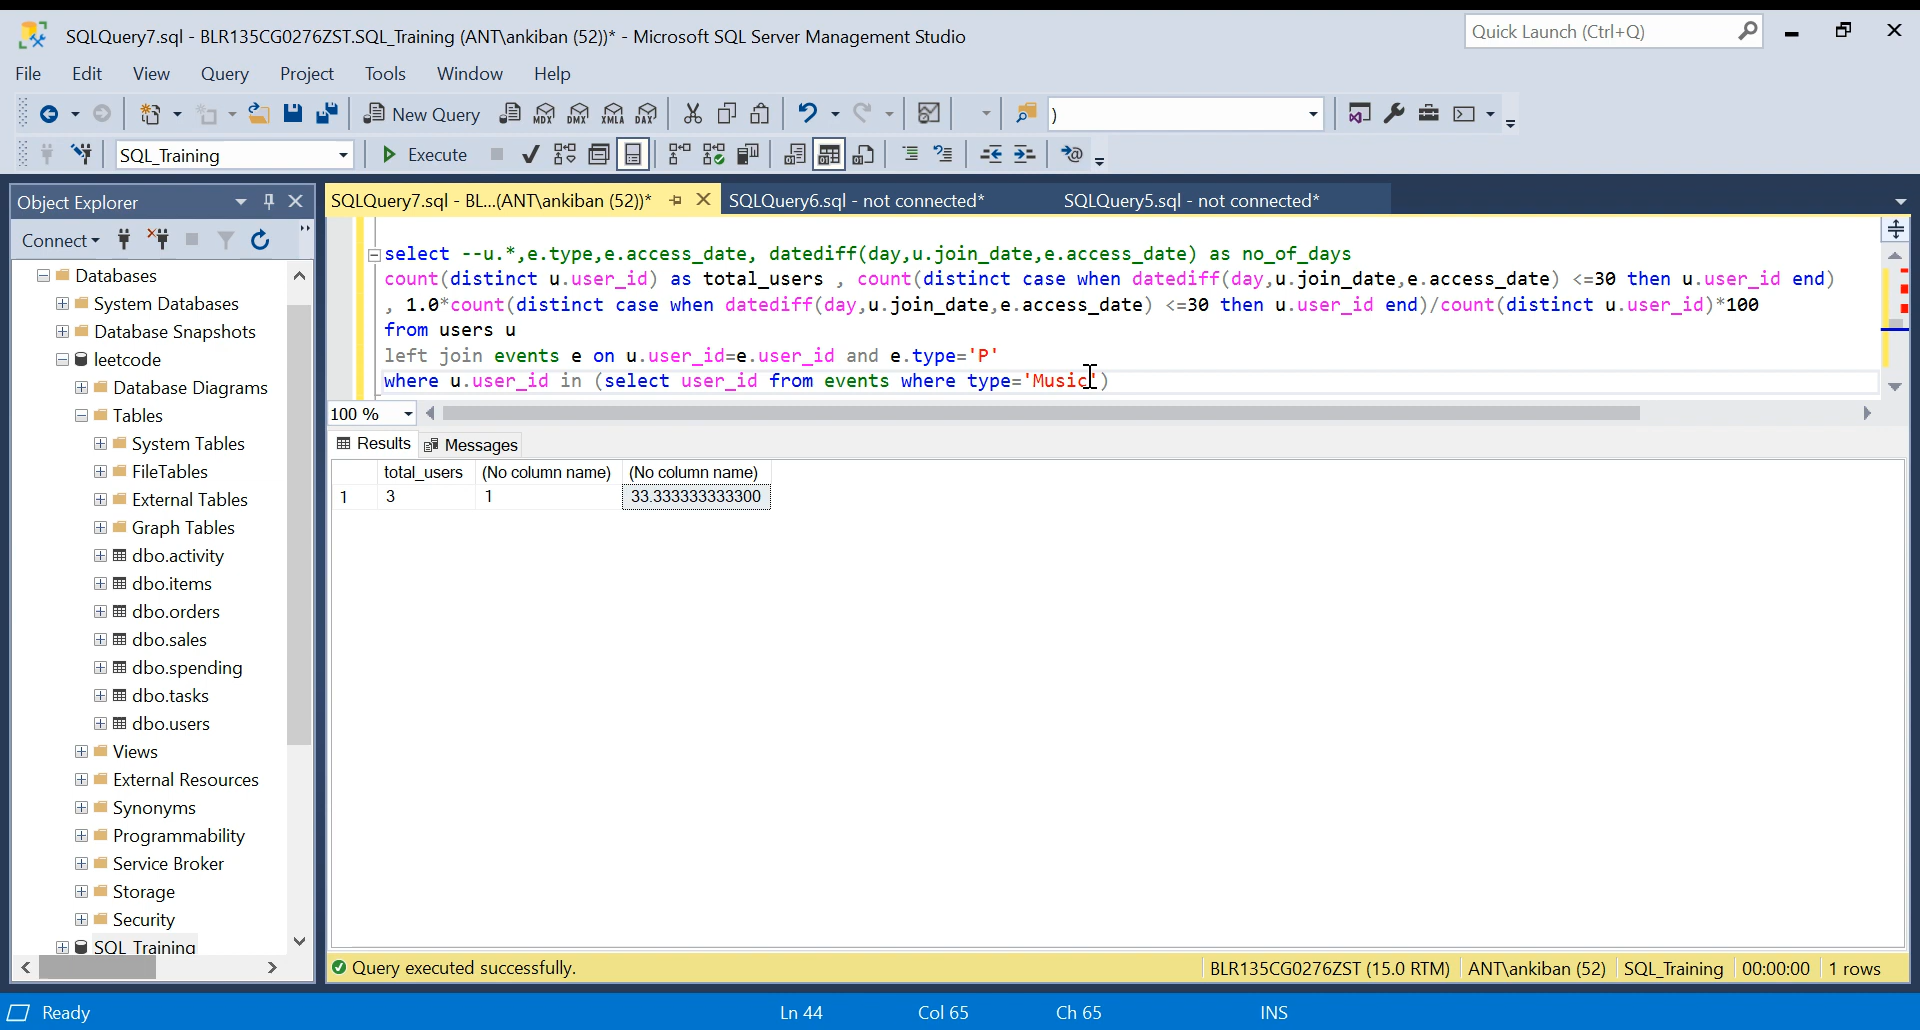 SQLQuery7.sql - BLR135CG0276ZST.SQL_Training (ANT\ankiban (52))* - Microsoft SQL Server Management Studio
Quick Launch (Ctrl+Q)
File Edit View Query Project Tools Window Help
New Query MDX DMX XMLA DAX )
SQL_Training Execute
Object Explorer
Connect
Databases
System Databases
Database Snapshots
leetcode
Database Diagrams
Tables
System Tables
FileTables
External Tables
Graph Tables
dbo.activity
dbo.items
dbo.orders
dbo.sales
dbo.spending
dbo.tasks
dbo.users
Views
External Resources
Synonyms
Programmability
Service Broker
Storage
Security
SQL_Training
SQLQuery7.sql - BL...(ANT\ankiban (52))* SQLQuery6.sql - not connected* SQLQuery5.sql - not connected*
select --u.*,e.type,e.access_date, datediff(day,u.join_date,e.access_date) as no_of_days
count(distinct u.user_id) as total_users , count(distinct case when datediff(day,u.join_date,e.access_date) <=30 then u.user_id end)
, 1.0*count(distinct case when datediff(day,u.join_date,e.access_date) <=30 then u.user_id end)/count(distinct u.user_id)*100
from users u
left join events e on u.user_id=e.user_id and e.type='P'
where u.user_id in (select user_id from events where type='Music')
100 %
Results Messages
total_users (No column name) (No column name)
1 3 1 33.333333333300
Query executed successfully. BLR135CG0276ZST (15.0 RTM) ANT\ankiban (52) SQL_Training 00:00:00 1 rows
Ready Ln 44 Col 65 Ch 65 INS